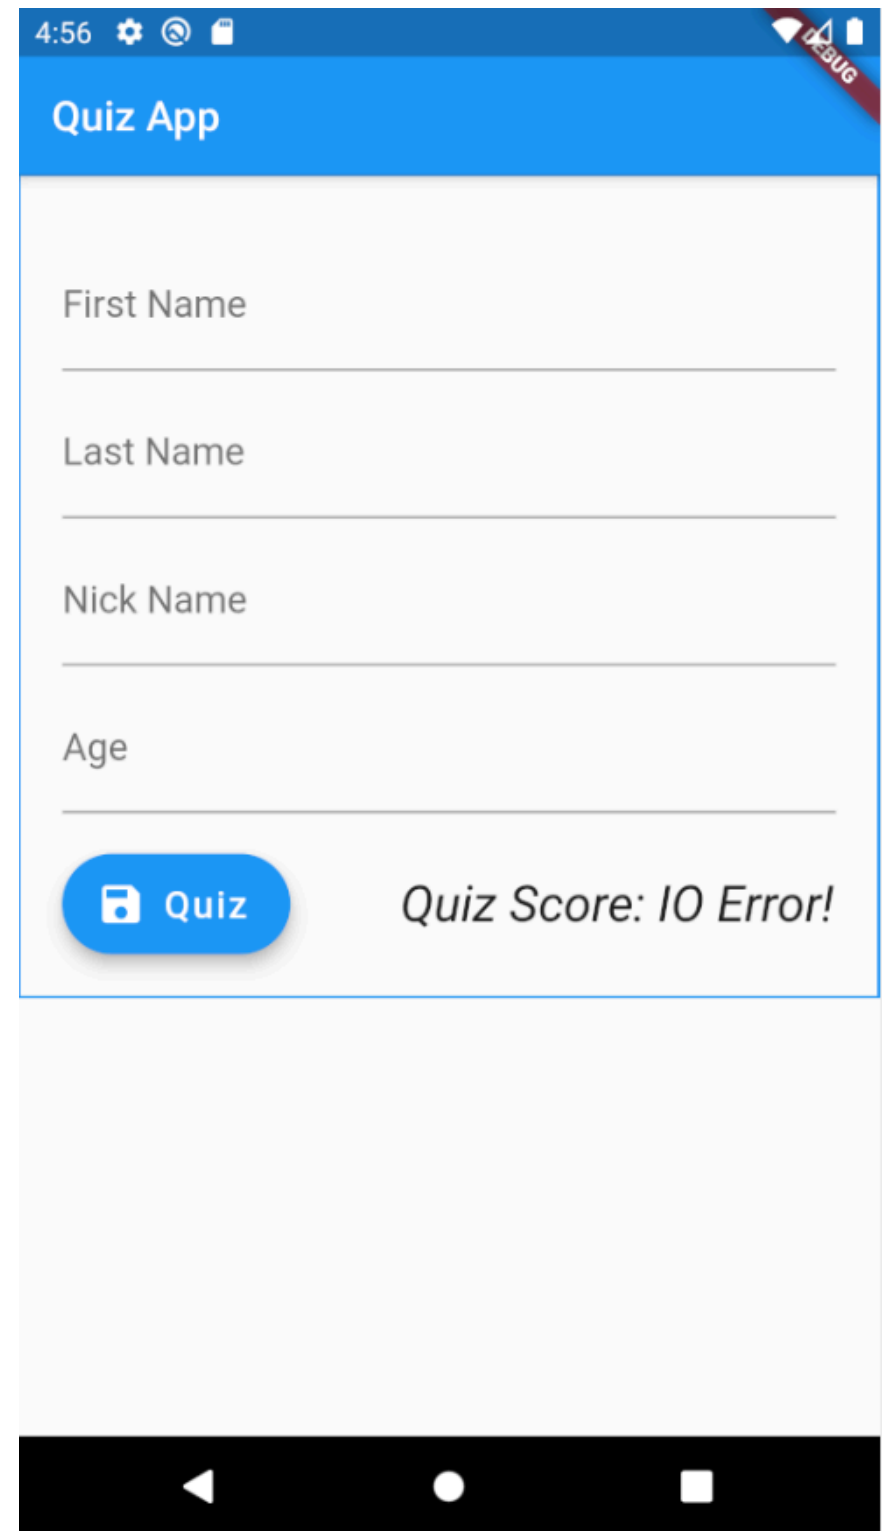 4:56
DEBUG
Quiz App
First Name
Last Name
Nick Name
Age
Quiz
Quiz Score: IO Error!